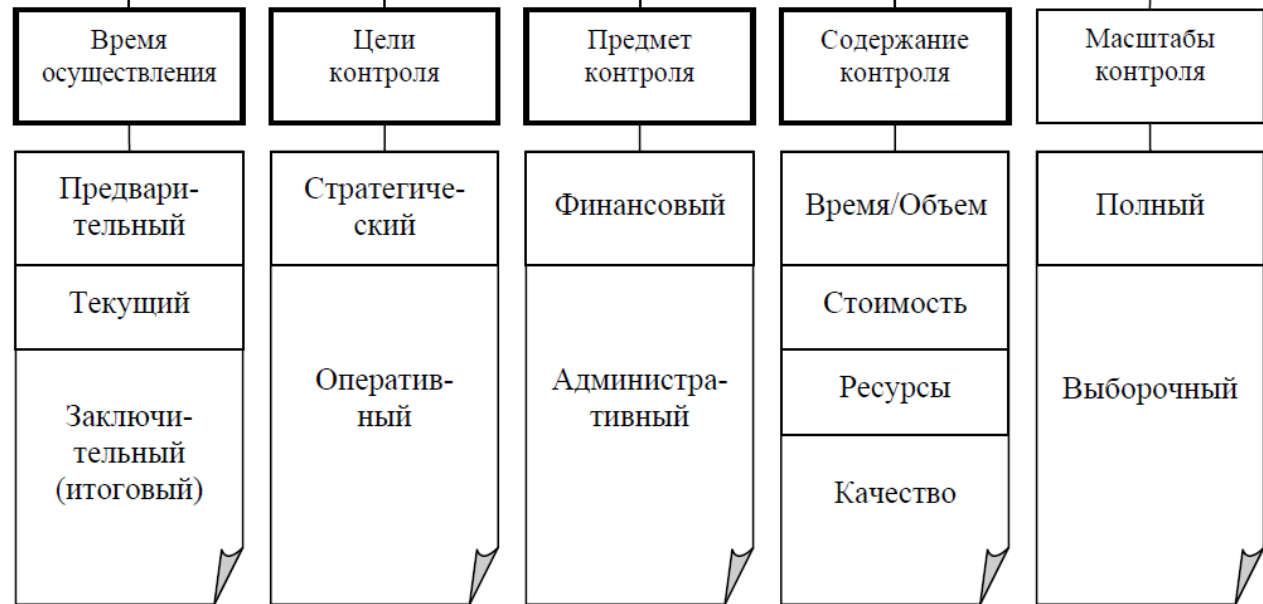 Время
осуществления
Цели
контроля
Предмет
контроля
Содержание
контроля
Масштабы
контроля
Предвари-
тельный
Текущий
Заключи-
тельный
(итоговый)
Стратегиче-
ский
Оператив-
ный
Финансовый
Администра-
тивный
Время/Объем
Стоимость
Ресурсы
Качество
Полный
Выборочный